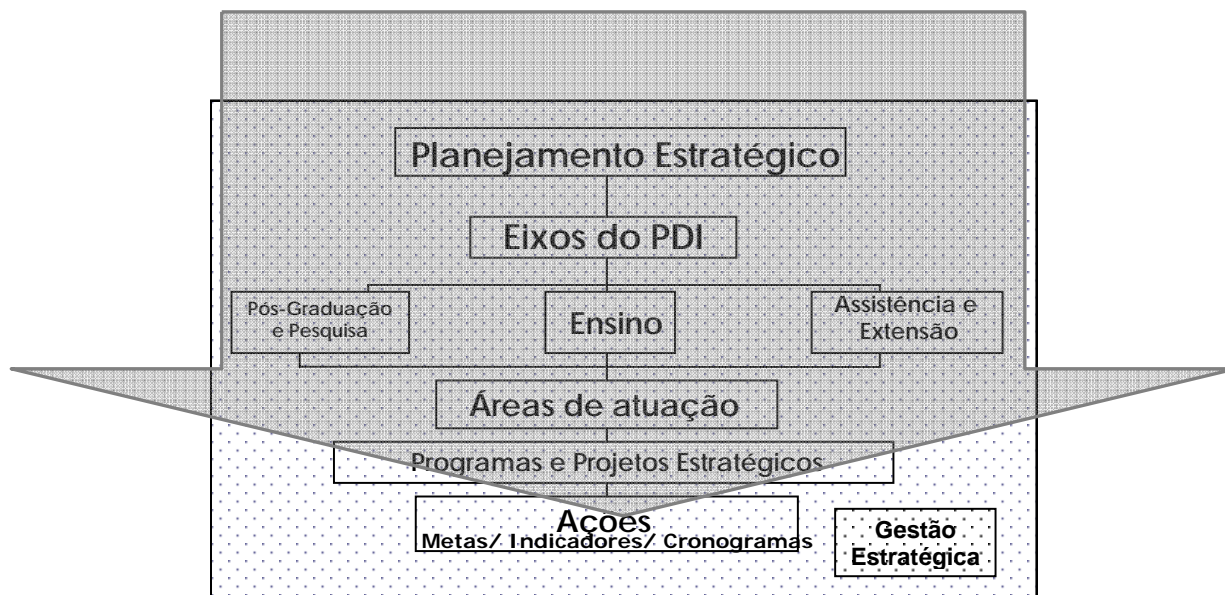 Planejamento Estratégico
Eixos do PDI
Pós-Graduação
e Pesquisa
Ensino
Assistência e
Extensão
Áreas de atuação
Programas e Projetos Estratégicos
Ações
Metas/ Indicadores/ Cronogramas
Gestão
Estratégica